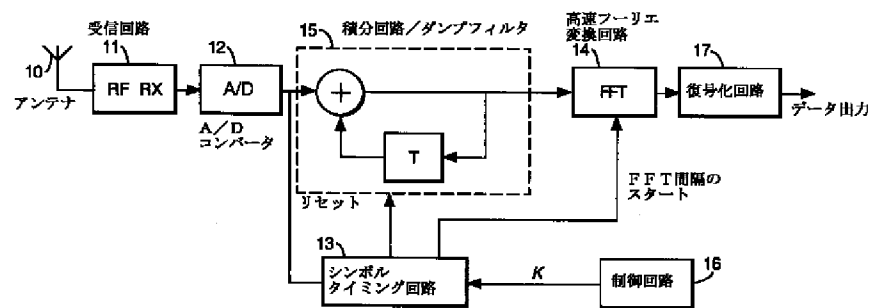 受信回路
11
10
RF RX
アンテナ
12
A/D
A／D
コンバータ
15
積分回路／ダンプフィルタ
+
T
リセット
高速フーリエ
変換回路
14
FFT
17
復号化回路
データ出力
ＦＦＴ間隔の
スタート
13
シンボル
タイミング回路
K
制御回路
16